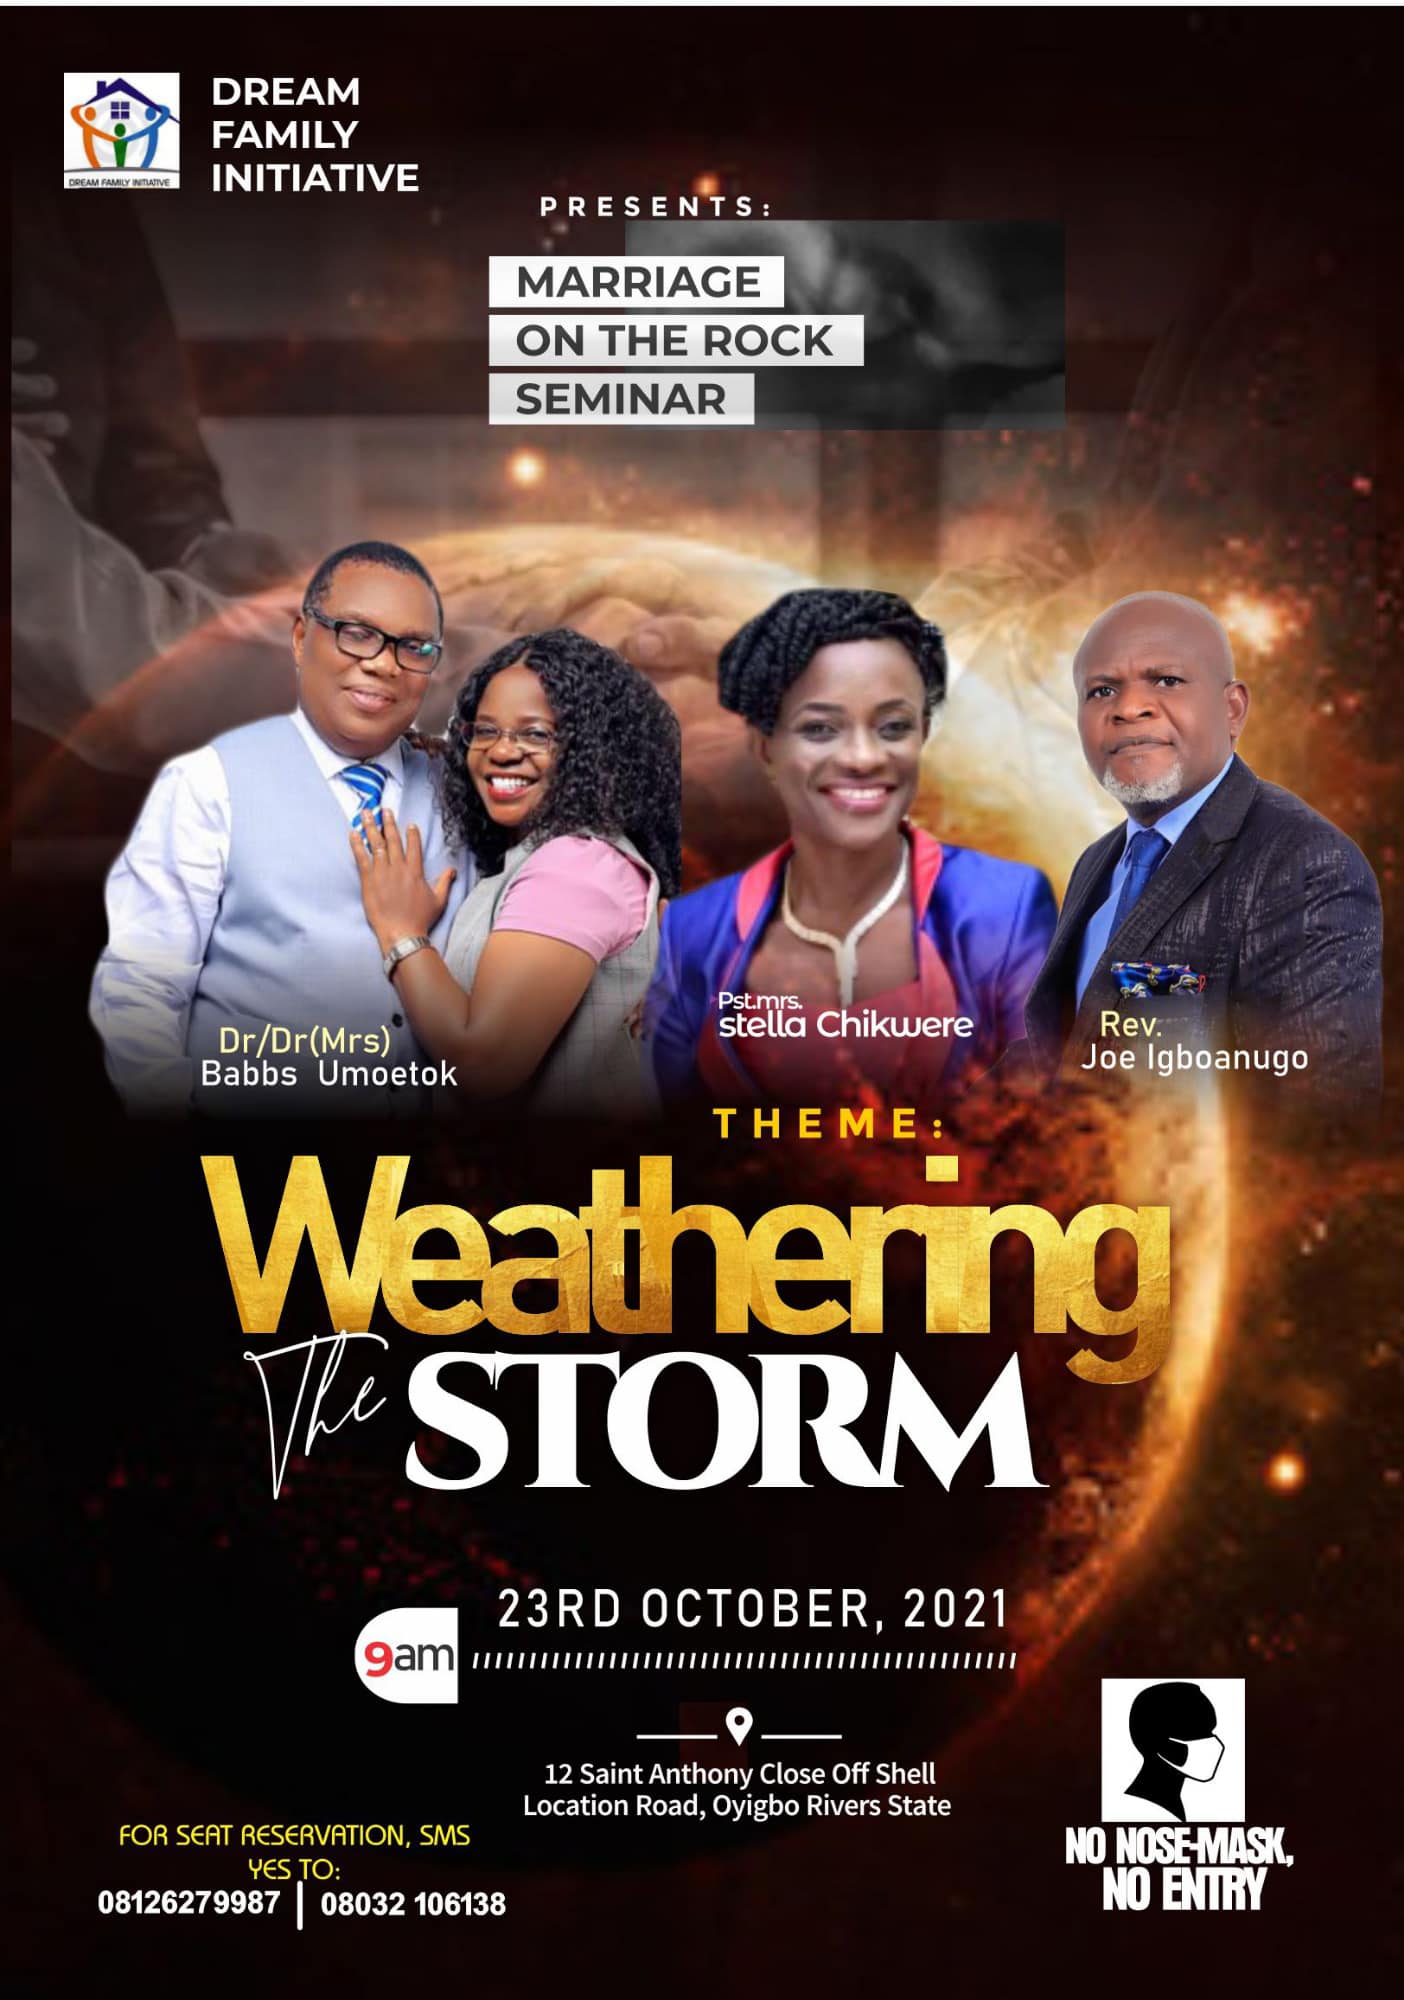 DREAM FAMILY INITIATIVE
DREAM
FAMILY
INITIATIVE
PRESENTS:
MARRIAGE
ON THE ROCK
SEMINAR
Dr/Dr(Mrs)
Babbs Umoetok
Pst.mrs.
stella Chikwere
Rev.
Joe Igboanugo
THEME:
Weathering
The STORM
23RD OCTOBER, 2021
9am
12 Saint Anthony Close Off Shell
Location Road, Oyigbo Rivers State
FOR SEAT RESERVATION, SMS
YES TO:
08126279987 | 08032 106138
NO NOSE-MASK,
NO ENTRY